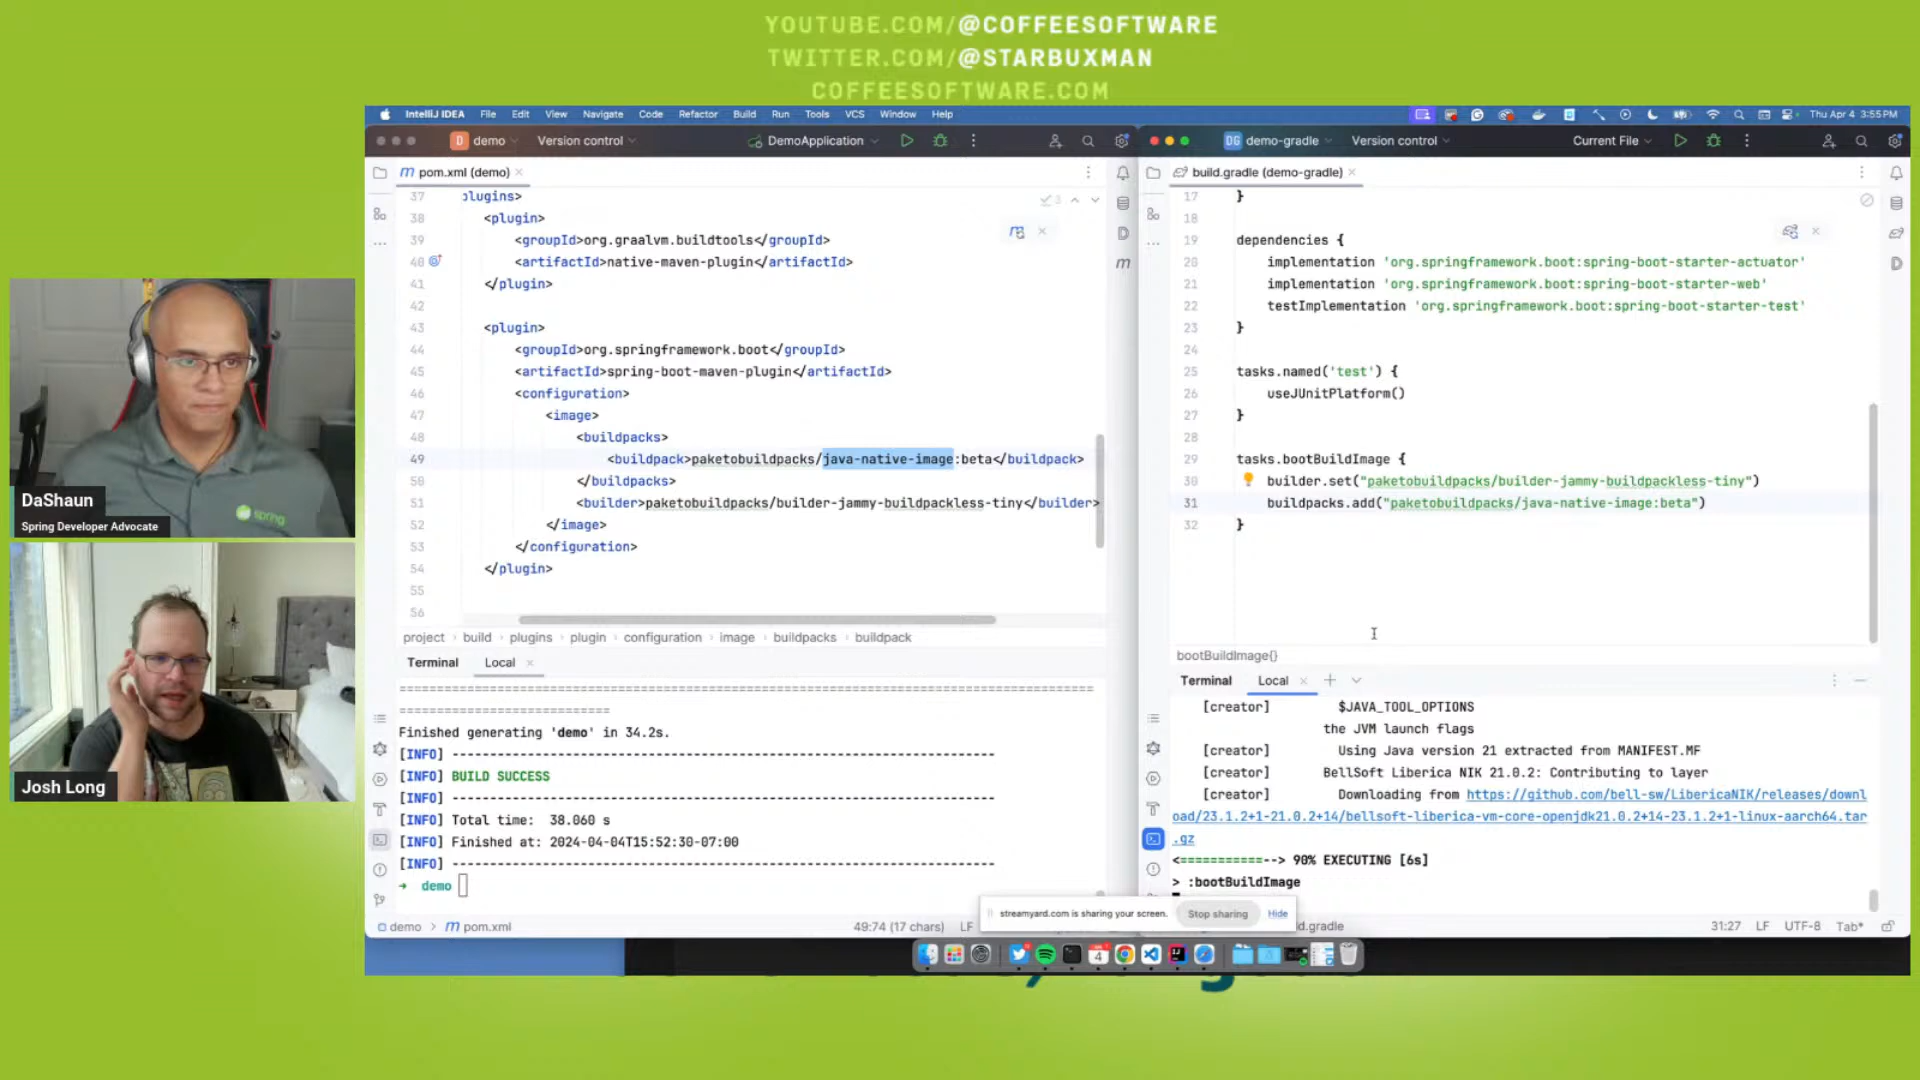 YOUTUBE.COM/@COFFEESOFTWARE
TWITTER.COM/@STARBUXMAN
COFFEESOFTWARE.COM
IntelliJ IDEA File Edit View Navigate Code Refactor Build Run Tools VCS Window Help
Thu Apr 4 3:55 PM
D demo Version control DemoApplication
DG demo-gradle Version control Current File
pom.xml (demo)
37 plugins>
38 <plugin>
39 <groupId>org.graalvm.buildtools</groupId>
40 <artifactId>native-maven-plugin</artifactId>
41 </plugin>
42
43 <plugin>
44 <groupId>org.springframework.boot</groupId>
45 <artifactId>spring-boot-maven-plugin</artifactId>
46 <configuration>
47 <image>
48 <buildpacks>
49 <buildpack>paketobuildpacks/java-native-image:beta</buildpack>
50 </buildpacks>
51 <builder>paketobuildpacks/builder-jammy-buildpackless-tiny</builder>
52 </image>
53 </configuration>
54 </plugin>
55
56
3
project › build › plugins › plugin › configuration › image › buildpacks › buildpack
Terminal Local
================================================================================
============================
Finished generating 'demo' in 34.2s.
[INFO] ------------------------------------------------------------------------
[INFO] BUILD SUCCESS
[INFO] ------------------------------------------------------------------------
[INFO] Total time:  38.060 s
[INFO] Finished at: 2024-04-04T15:52:30-07:00
[INFO] ------------------------------------------------------------------------
➜ demo
demo › pom.xml
49:74 (17 chars) LF
build.gradle (demo-gradle)
17 }
18
19 dependencies {
20 implementation 'org.springframework.boot:spring-boot-starter-actuator'
21 implementation 'org.springframework.boot:spring-boot-starter-web'
22 testImplementation 'org.springframework.boot:spring-boot-starter-test'
23 }
24
25 tasks.named('test') {
26 useJUnitPlatform()
27 }
28
29 tasks.bootBuildImage {
30 builder.set("paketobuildpacks/builder-jammy-buildpackless-tiny")
31 buildpacks.add("paketobuildpacks/java-native-image:beta")
32 }
bootBuildImage{}
Terminal Local
[creator] $JAVA_TOOL_OPTIONS
the JVM launch flags
[creator] Using Java version 21 extracted from MANIFEST.MF
[creator] BellSoft Liberica NIK 21.0.2: Contributing to layer
[creator] Downloading from https://github.com/bell-sw/LibericaNIK/releases/downl
oad/23.1.2+1-21.0.2+14/bellsoft-liberica-vm-core-openjdk21.0.2+14-23.1.2+1-linux-aarch64.tar
.gz
<===========--> 90% EXECUTING [6s]
> :bootBuildImage
streamyard.com is sharing your screen. Stop sharing Hide
d.gradle
31:27 LF UTF-8 Tab*
DaShaun
Spring Developer Advocate
spring
Josh Long